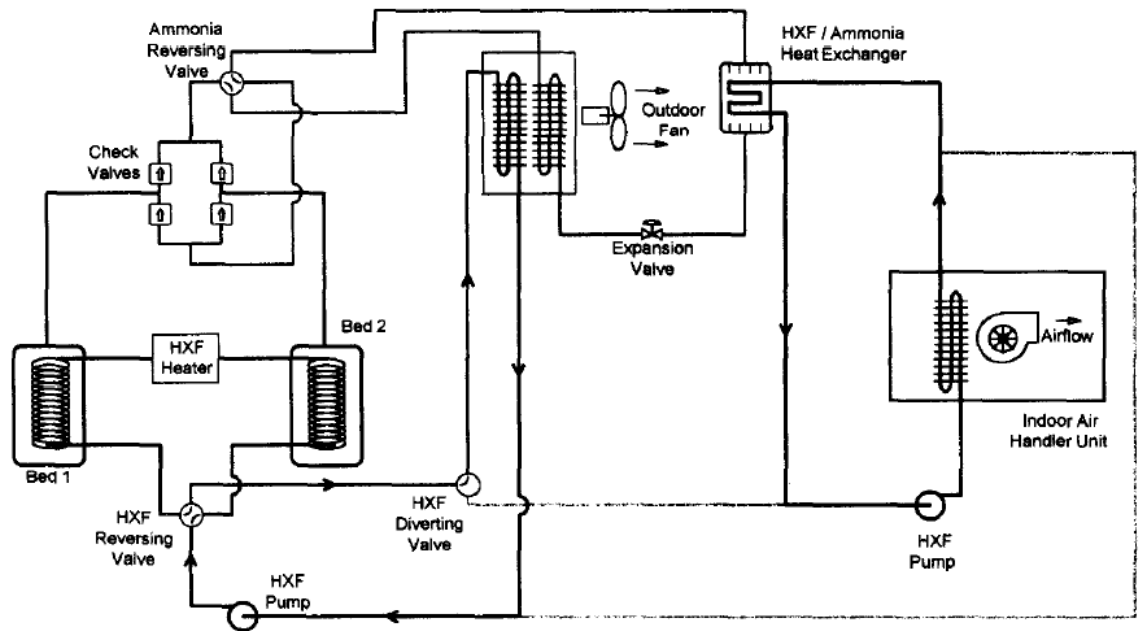 Ammonia
Reversing
Valve
HXF / Ammonia
Heat Exchanger
Outdoor
Fan
Check
Valves
Expansion
Valve
Bed 2
HXF
Heater
Airflow
Indoor Air
Handler Unit
Bed 1
HXF
Reversing
Valve
HXF
Diverting
Valve
HXF
Pump
HXF
Pump